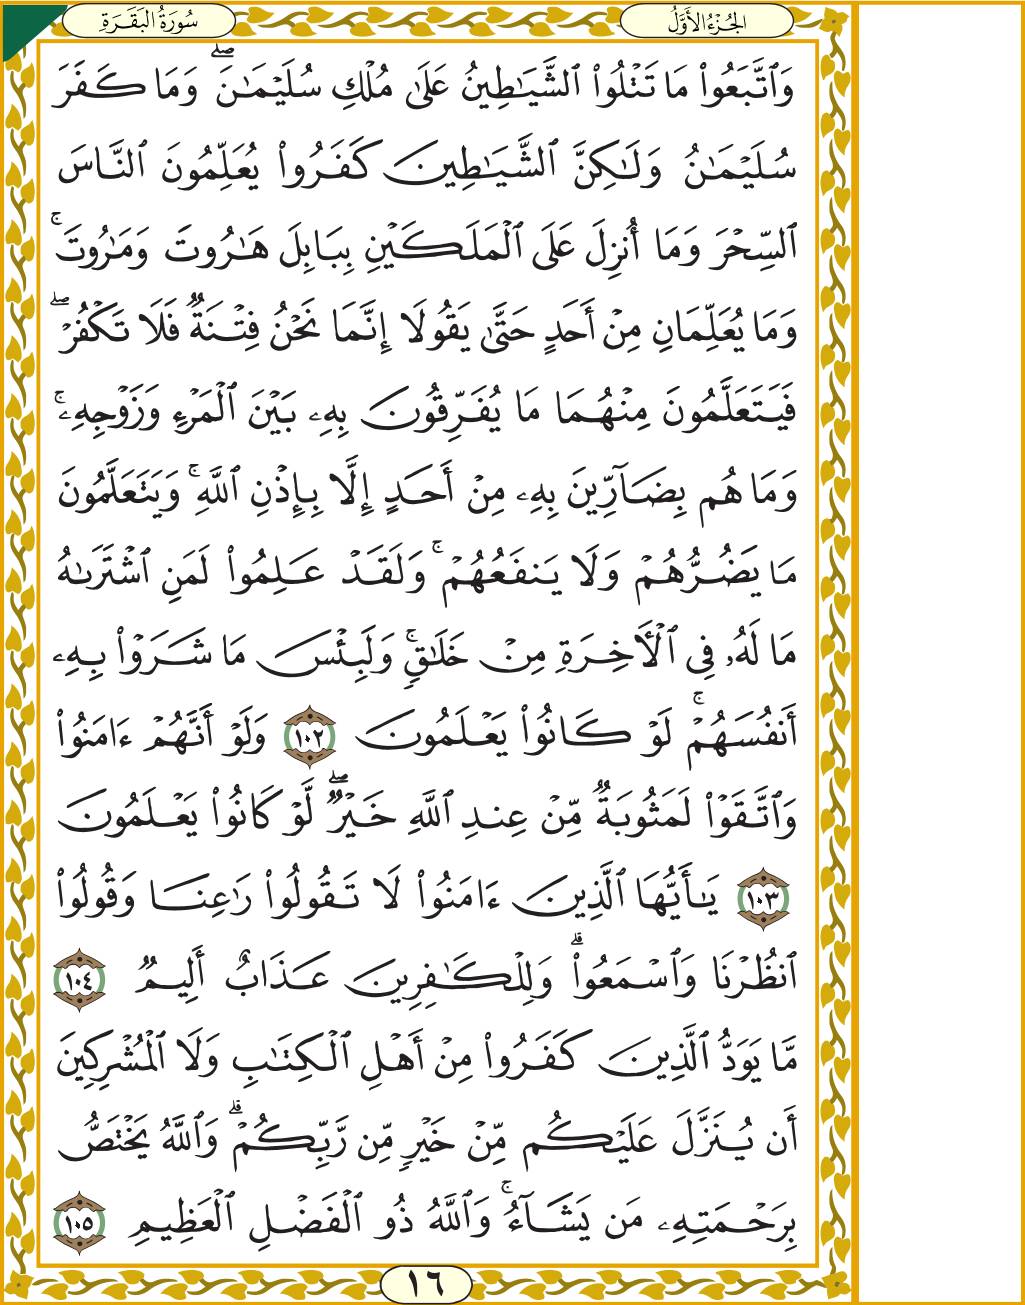 الجُزْءُ الأَوَّلُ
سُورَةُ البَقَرَةِ
وَٱتَّبَعُوا۟ مَا تَتْلُوا۟ ٱلشَّيَـٰطِينُ عَلَىٰ مُلْكِ سُلَيْمَـٰنَ ۖ وَمَا كَفَرَ
سُلَيْمَـٰنُ وَلَـٰكِنَّ ٱلشَّيَـٰطِينَ كَفَرُوا۟ يُعَلِّمُونَ ٱلنَّاسَ
ٱلسِّحْرَ وَمَا أُنزِلَ عَلَى ٱلْمَلَكَيْنِ بِبَابِلَ هَـٰرُوتَ وَمَـٰرُوتَ ۚ
وَمَا يُعَلِّمَانِ مِنْ أَحَدٍ حَتَّىٰ يَقُولَا إِنَّمَا نَحْنُ فِتْنَةٌ فَلَا تَكْفُرْ ۖ
فَيَتَعَلَّمُونَ مِنْهُمَا مَا يُفَرِّقُونَ بِهِۦ بَيْنَ ٱلْمَرْءِ وَزَوْجِهِۦ ۚ
وَمَا هُم بِضَآرِّينَ بِهِۦ مِنْ أَحَدٍ إِلَّا بِإِذْنِ ٱللَّهِ ۚ وَيَتَعَلَّمُونَ
مَا يَضُرُّهُمْ وَلَا يَنفَعُهُمْ ۚ وَلَقَدْ عَلِمُوا۟ لَمَنِ ٱشْتَرَىٰهُ
مَا لَهُۥ فِى ٱلْـَٔاخِرَةِ مِنْ خَلَـٰقٍ ۚ وَلَبِئْسَ مَا شَرَوْا۟ بِهِۦ
أَنفُسَهُمْ ۚ لَوْ كَانُوا۟ يَعْلَمُونَ ١٠٢ وَلَوْ أَنَّهُمْ ءَامَنُوا۟
وَٱتَّقَوْا۟ لَمَثُوبَةٌ مِّنْ عِندِ ٱللَّهِ خَيْرٌ ۖ لَّوْ كَانُوا۟ يَعْلَمُونَ
١٠٣ يَـٰأَيُّهَا ٱلَّذِينَ ءَامَنُوا۟ لَا تَقُولُوا۟ رَٰعِنَا وَقُولُوا۟
ٱنظُرْنَا وَٱسْمَعُوا۟ ۗ وَلِلْكَـٰفِرِينَ عَذَابٌ أَلِيمٌ ١٠٤
مَّا يَوَدُّ ٱلَّذِينَ كَفَرُوا۟ مِنْ أَهْلِ ٱلْكِتَـٰبِ وَلَا ٱلْمُشْرِكِينَ
أَن يُنَزَّلَ عَلَيْكُم مِّنْ خَيْرٍ مِّن رَّبِّكُمْ ۗ وَٱللَّهُ يَخْتَصُّ
بِرَحْمَتِهِۦ مَن يَشَآءُ ۚ وَٱللَّهُ ذُو ٱلْفَضْلِ ٱلْعَظِيمِ ١٠٥
١٦